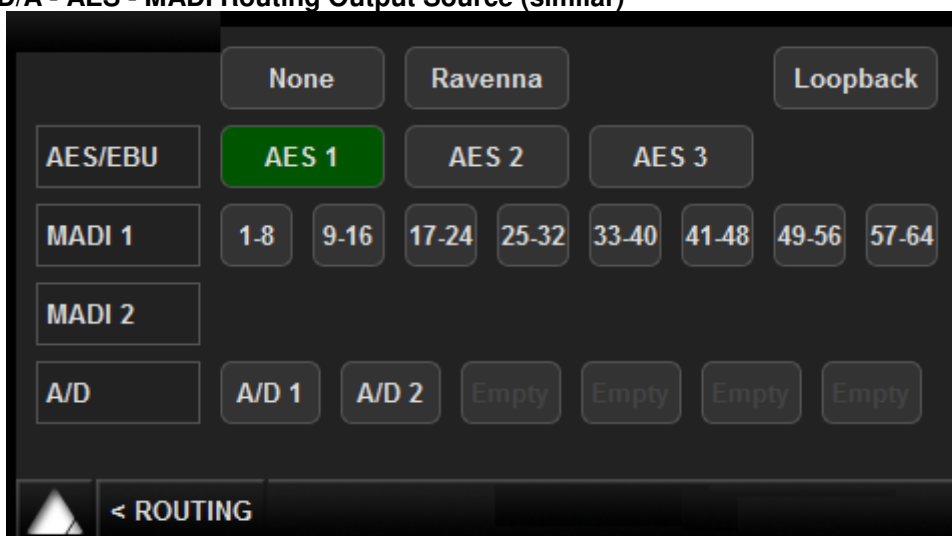 D/A - AES - MADI Routing Output Source (similar)
None Ravenna Loopback
AES/EBU AES 1 AES 2 AES 3
MADI 1 1-8 9-16 17-24 25-32 33-40 41-48 49-56 57-64
MADI 2
A/D A/D 1 A/D 2 Empty Empty Empty Empty
< ROUTING